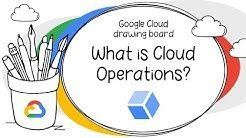 Google Cloud
drawing board
What is Cloud
Operations?